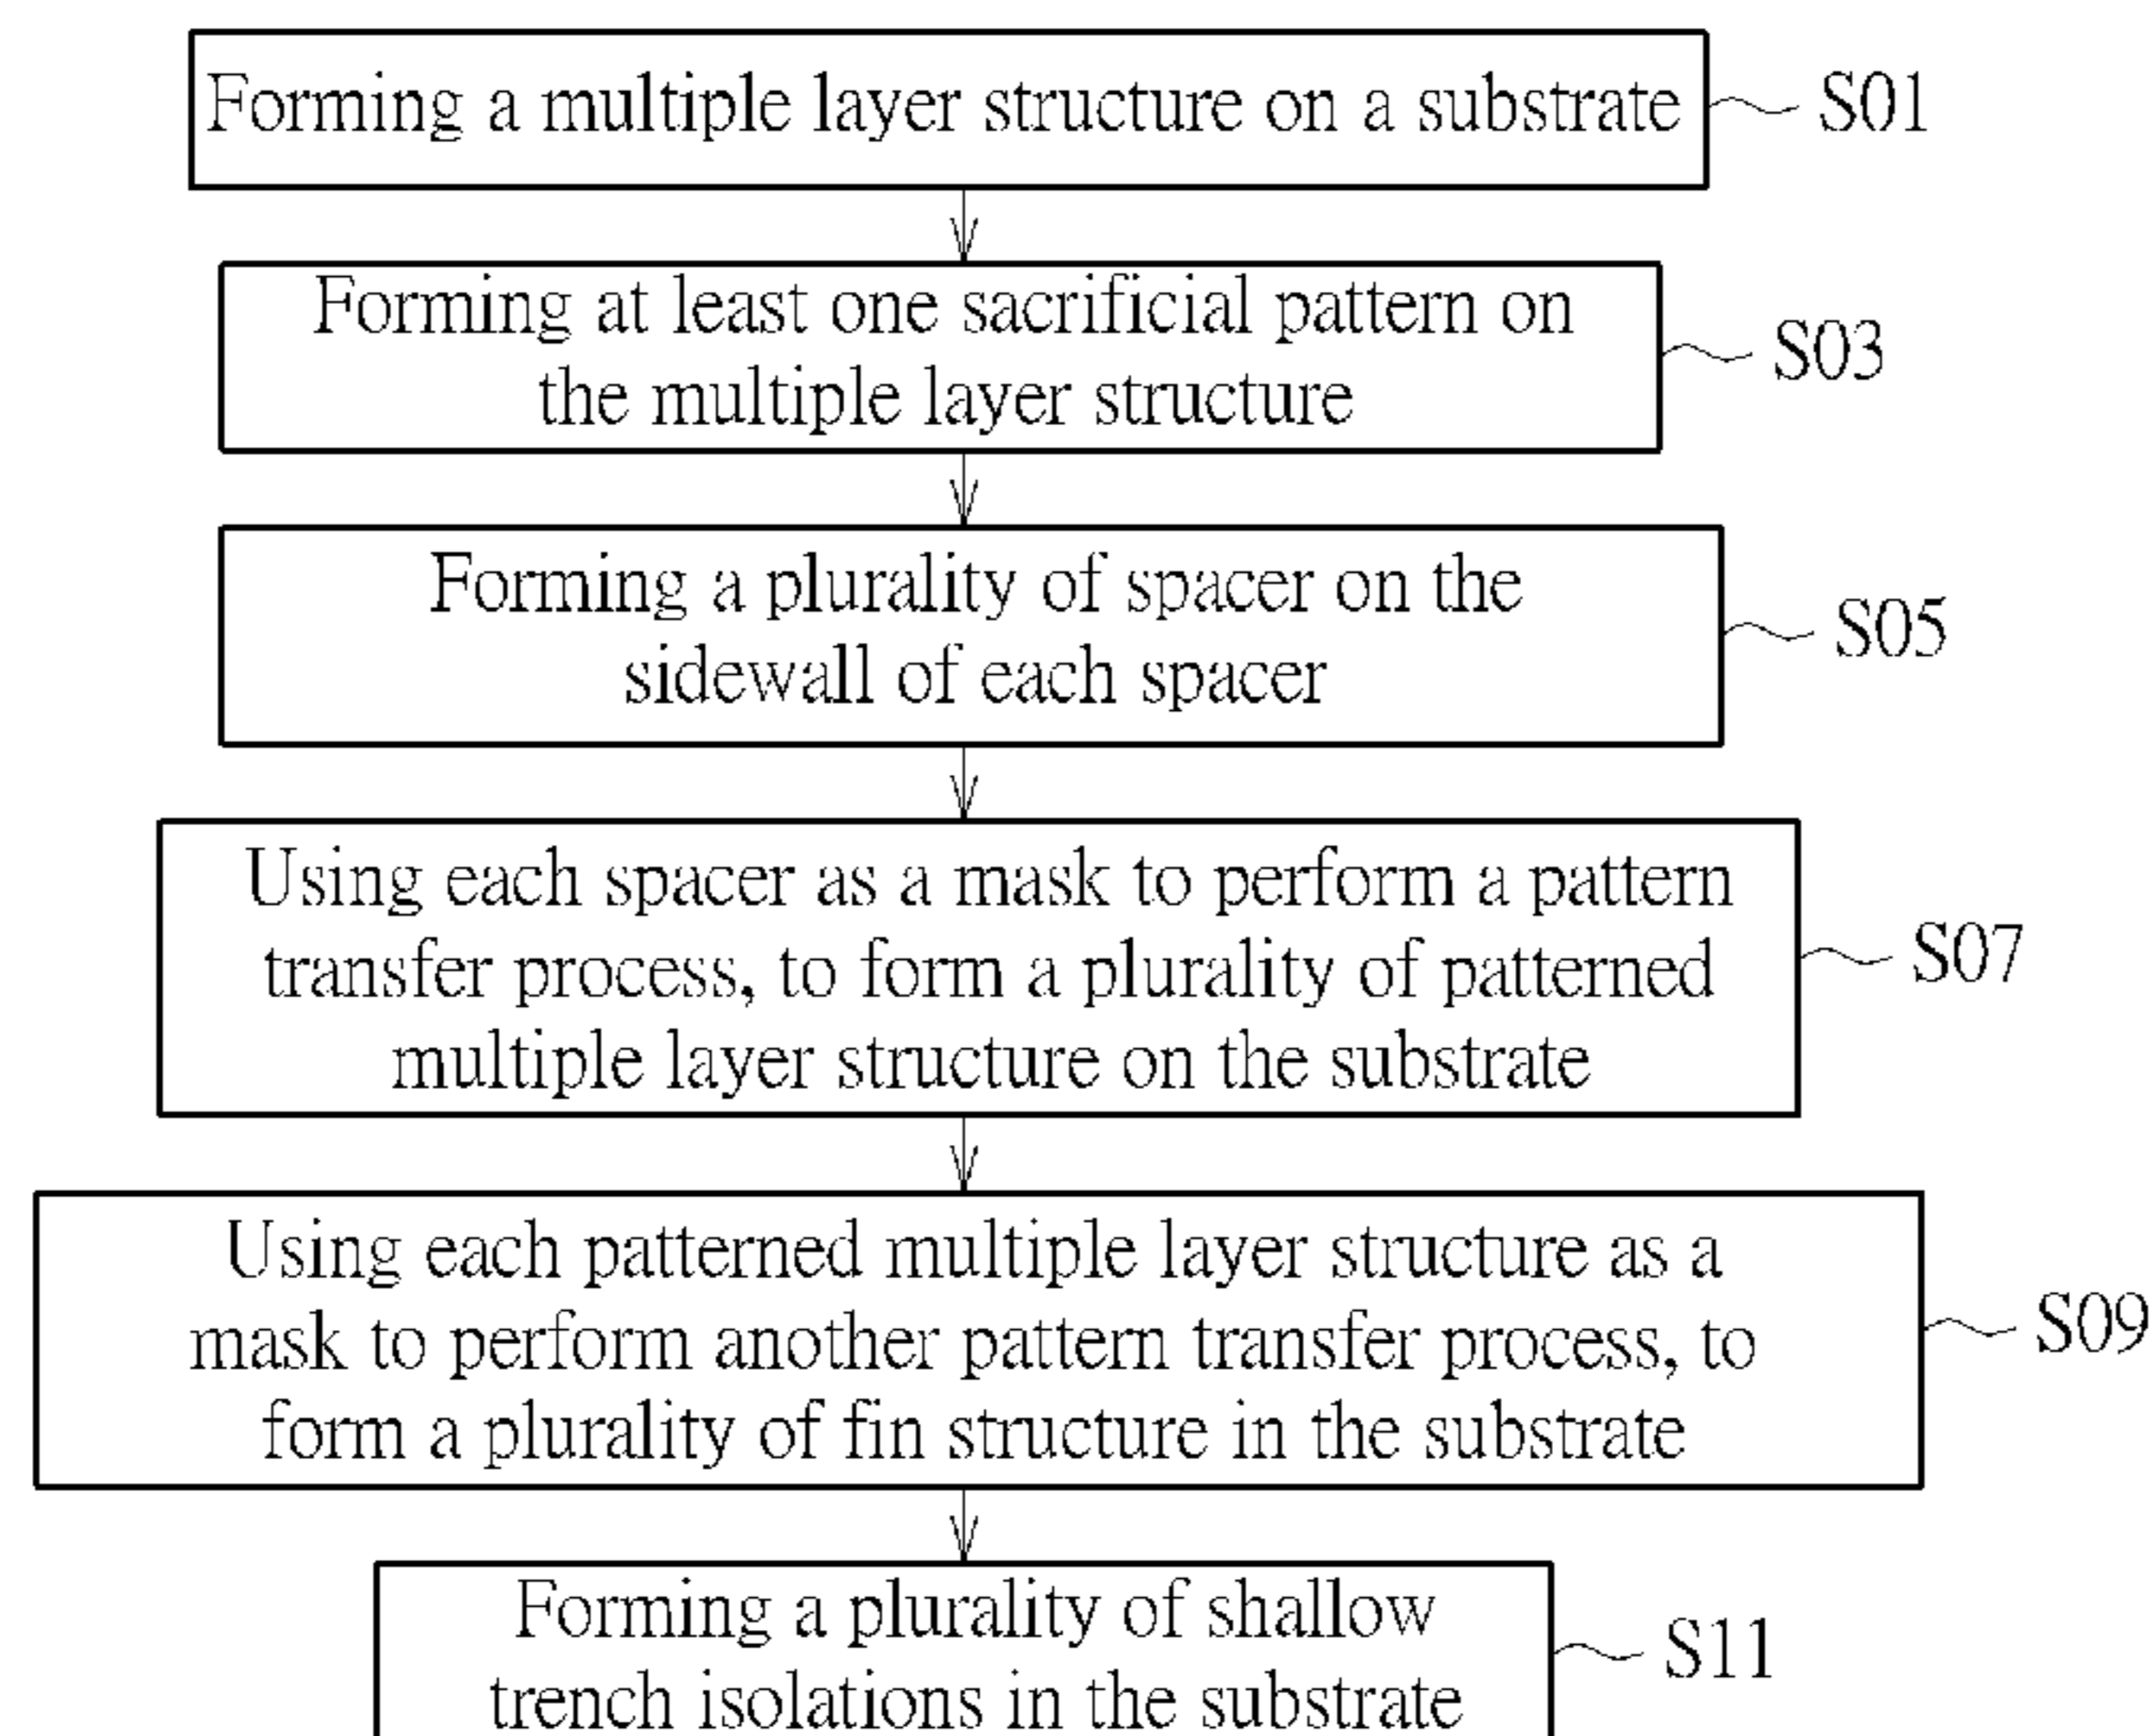 Forming a multiple layer structure on a substrate
S01
Forming at least one sacrificial pattern on
the multiple layer structure
S03
Forming a plurality of spacer on the
sidewall of each spacer
S05
Using each spacer as a mask to perform a pattern
transfer process, to form a plurality of patterned
multiple layer structure on the substrate
S07
Using each patterned multiple layer structure as a
mask to perform another pattern transfer process, to
form a plurality of fin structure in the substrate
S09
Forming a plurality of shallow
trench isolations in the substrate
S11